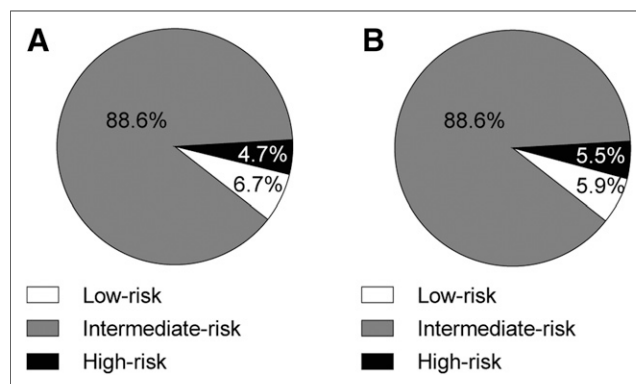 A
88.6%
4.7%
6.7%
Low-risk
Intermediate-risk
High-risk
B
88.6%
5.5%
5.9%
Low-risk
Intermediate-risk
High-risk